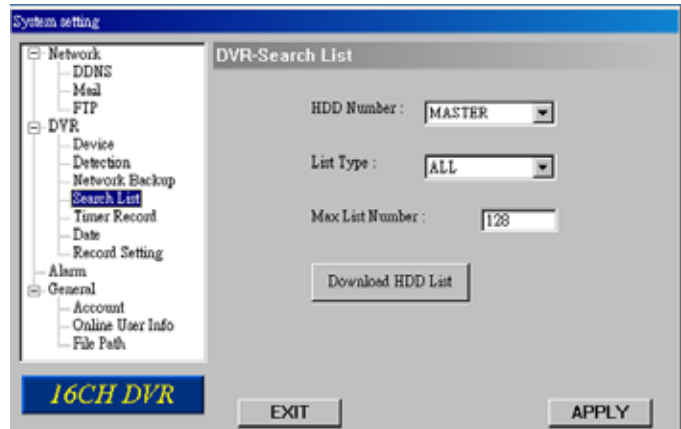 System setting
Network
DDNS
Mail
FTP
DVR
Device
Detection
Network Backup
Search List
Timer Record
Date
Record Setting
Alarm
General
Account
Online User Info
File Path
16CH DVR
DVR-Search List
HDD Number : MASTER
List Type : ALL
Max List Number : 128
Download HDD List
EXIT APPLY